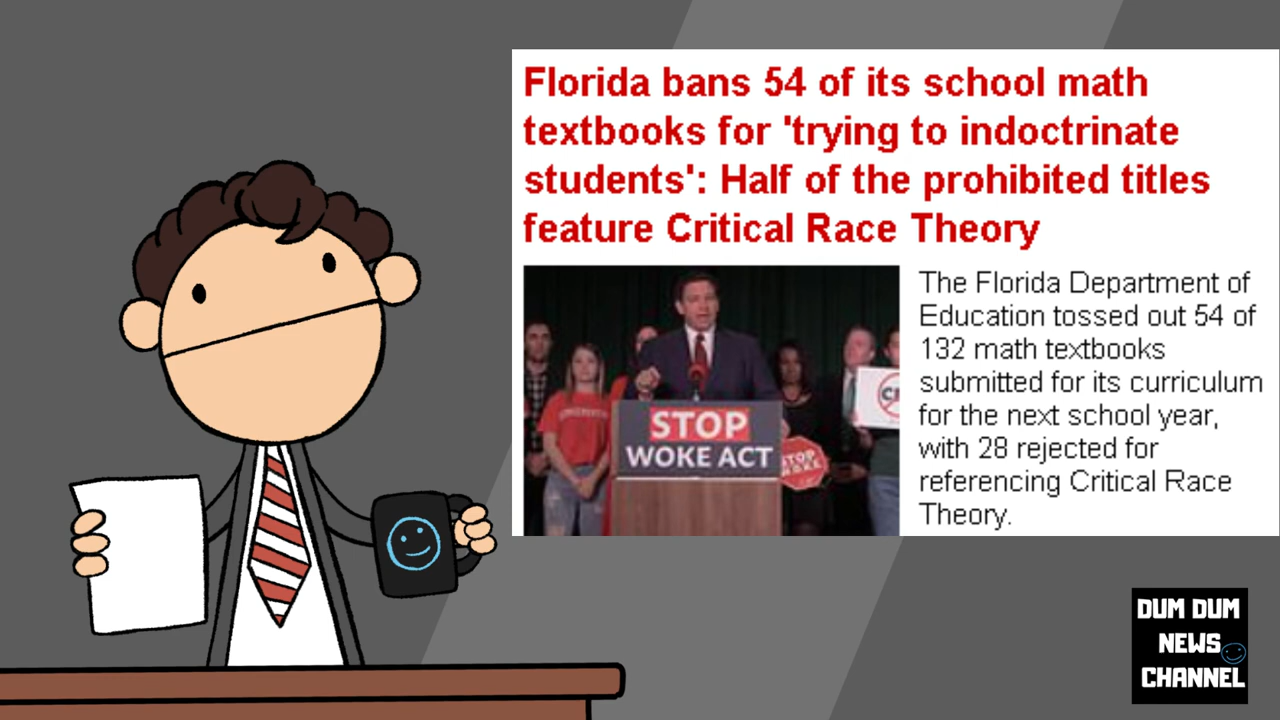 Florida bans 54 of its school math
textbooks for 'trying to indoctrinate
students': Half of the prohibited titles
feature Critical Race Theory
The Florida Department of
Education tossed out 54 of
132 math textbooks
submitted for its curriculum
for the next school year,
with 28 rejected for
referencing Critical Race
Theory.
STOP
WOKE ACT
STOP
WOKE
DUM DUM
NEWS
CHANNEL